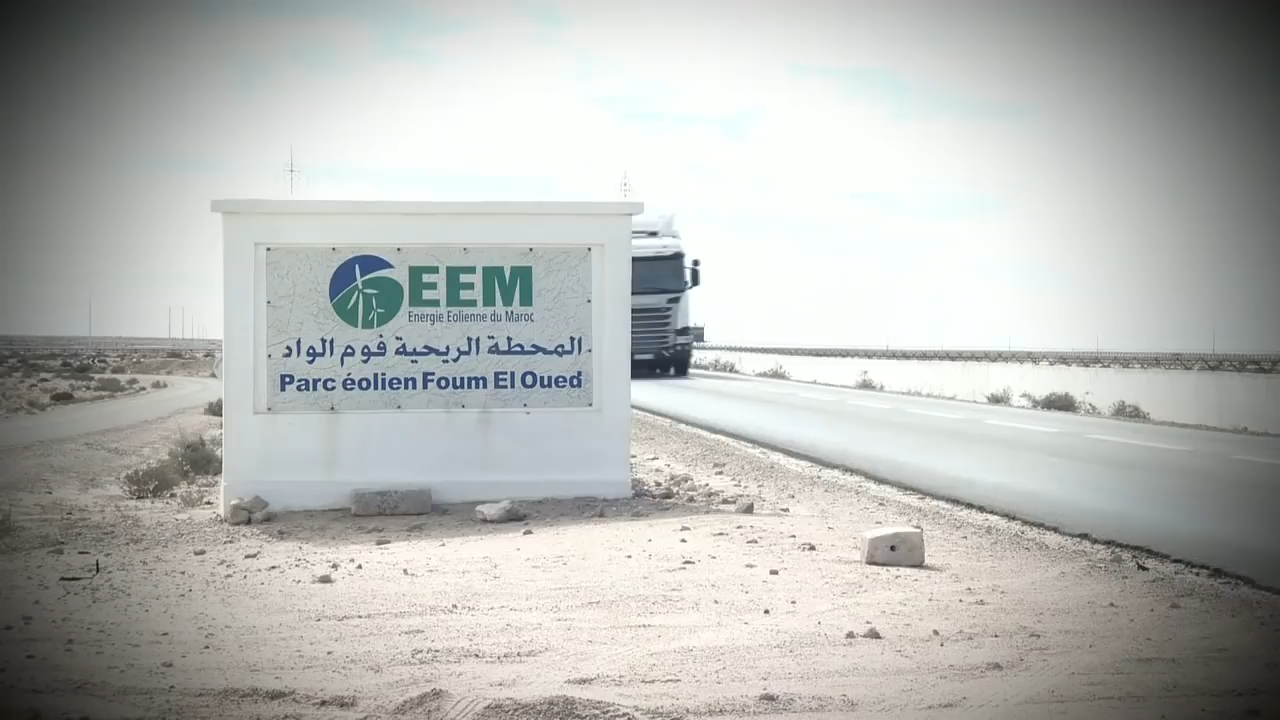 EEM
Energie Eolienne du Maroc
المحطة الريحية فوم الواد
Parc éolien Foum El Oued